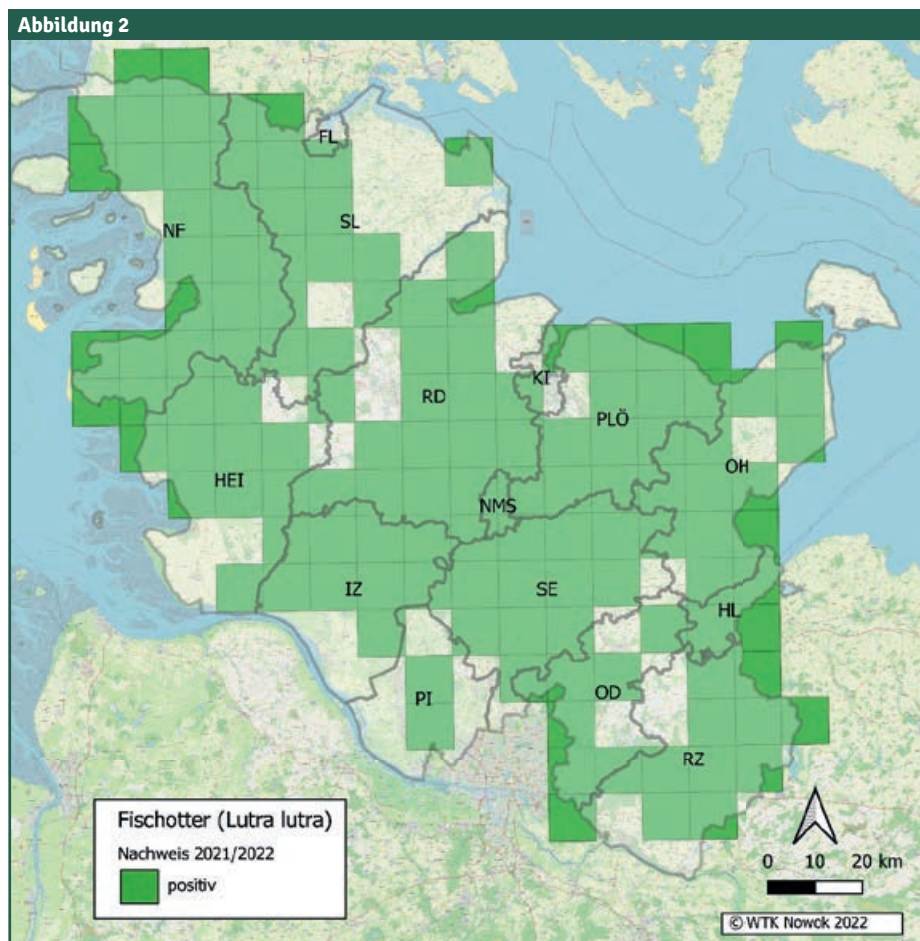 Abbildung 2
FL
SL
NF
KI
RD
PLÖ
OH
HEI
NMS
IZ
SE
HL
PI
OD
RZ
Fischotter (Lutra lutra)
Nachweis 2021/2022
positiv
0 10 20 km
© WTK Nowok 2022